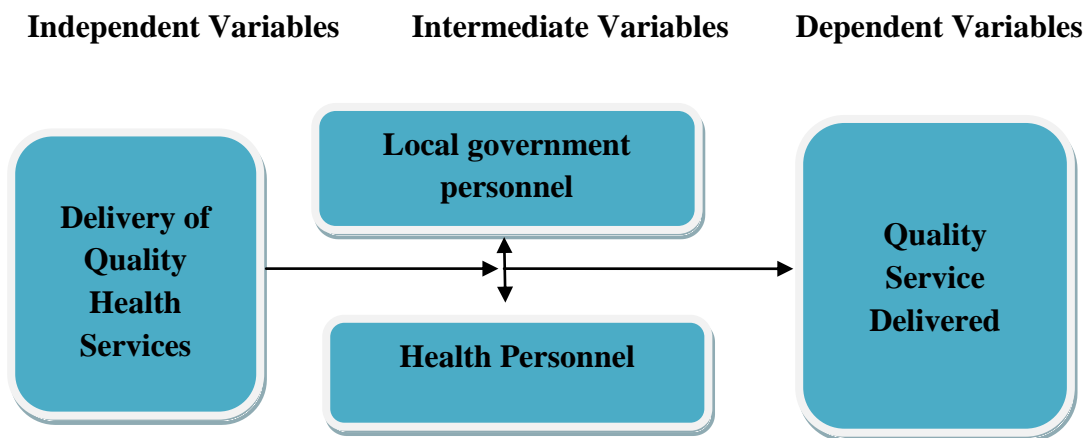 Independent Variables
Intermediate Variables
Dependent Variables
Delivery of
Quality
Health
Services
Local government
personnel
Health Personnel
Quality
Service
Delivered